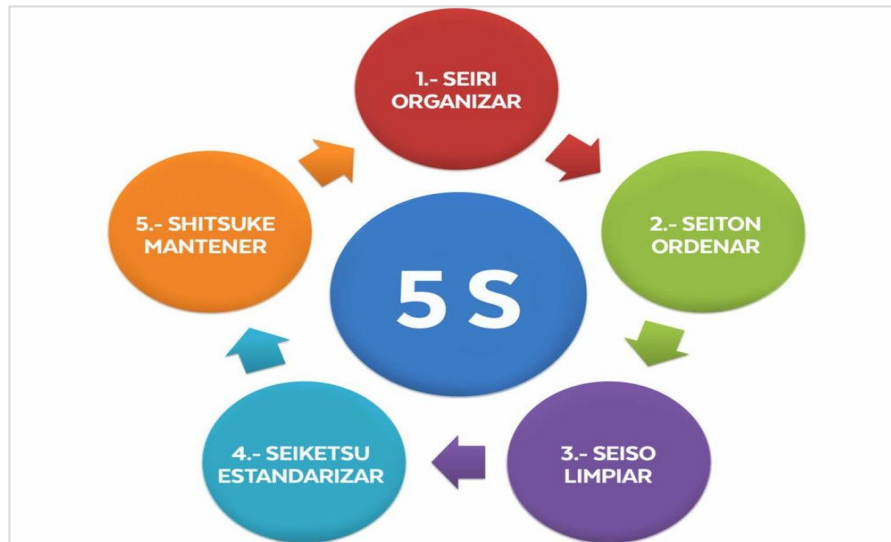 1.- SEIRI
ORGANIZAR
2.- SEITON
ORDENAR
3.- SEISO
LIMPIAR
4.- SEIKETSU
ESTANDARIZAR
5.- SHITSUKE
MANTENER
5 S